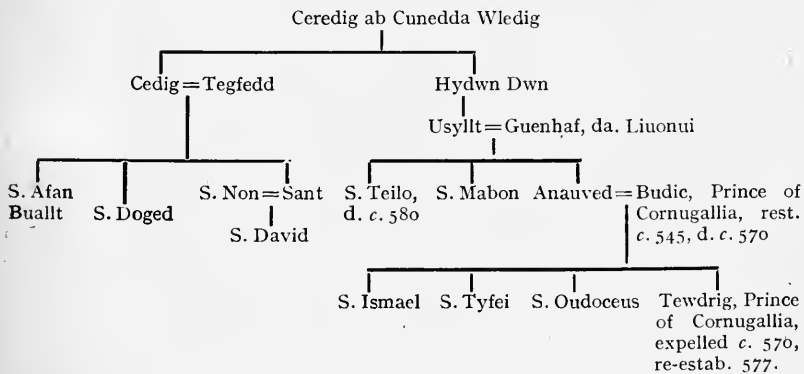 Ceredig ab Cunedda Wledig
Cedig=Tegfedd Hydwn Dwn
Usyllt=Guenhaf, da. Liuonui
S. Afan S. Doged S. Non=Sant S. Teilo, S. Mabon Anauved=Budic, Prince of
Buallt d. c. 580 Cornugallia, rest.
S. David c. 545, d. c. 570
S. Ismael S. Tyfei S. Oudoceus Tewdrig, Prince
of Cornugallia,
expelled c. 570,
re-estab. 577.